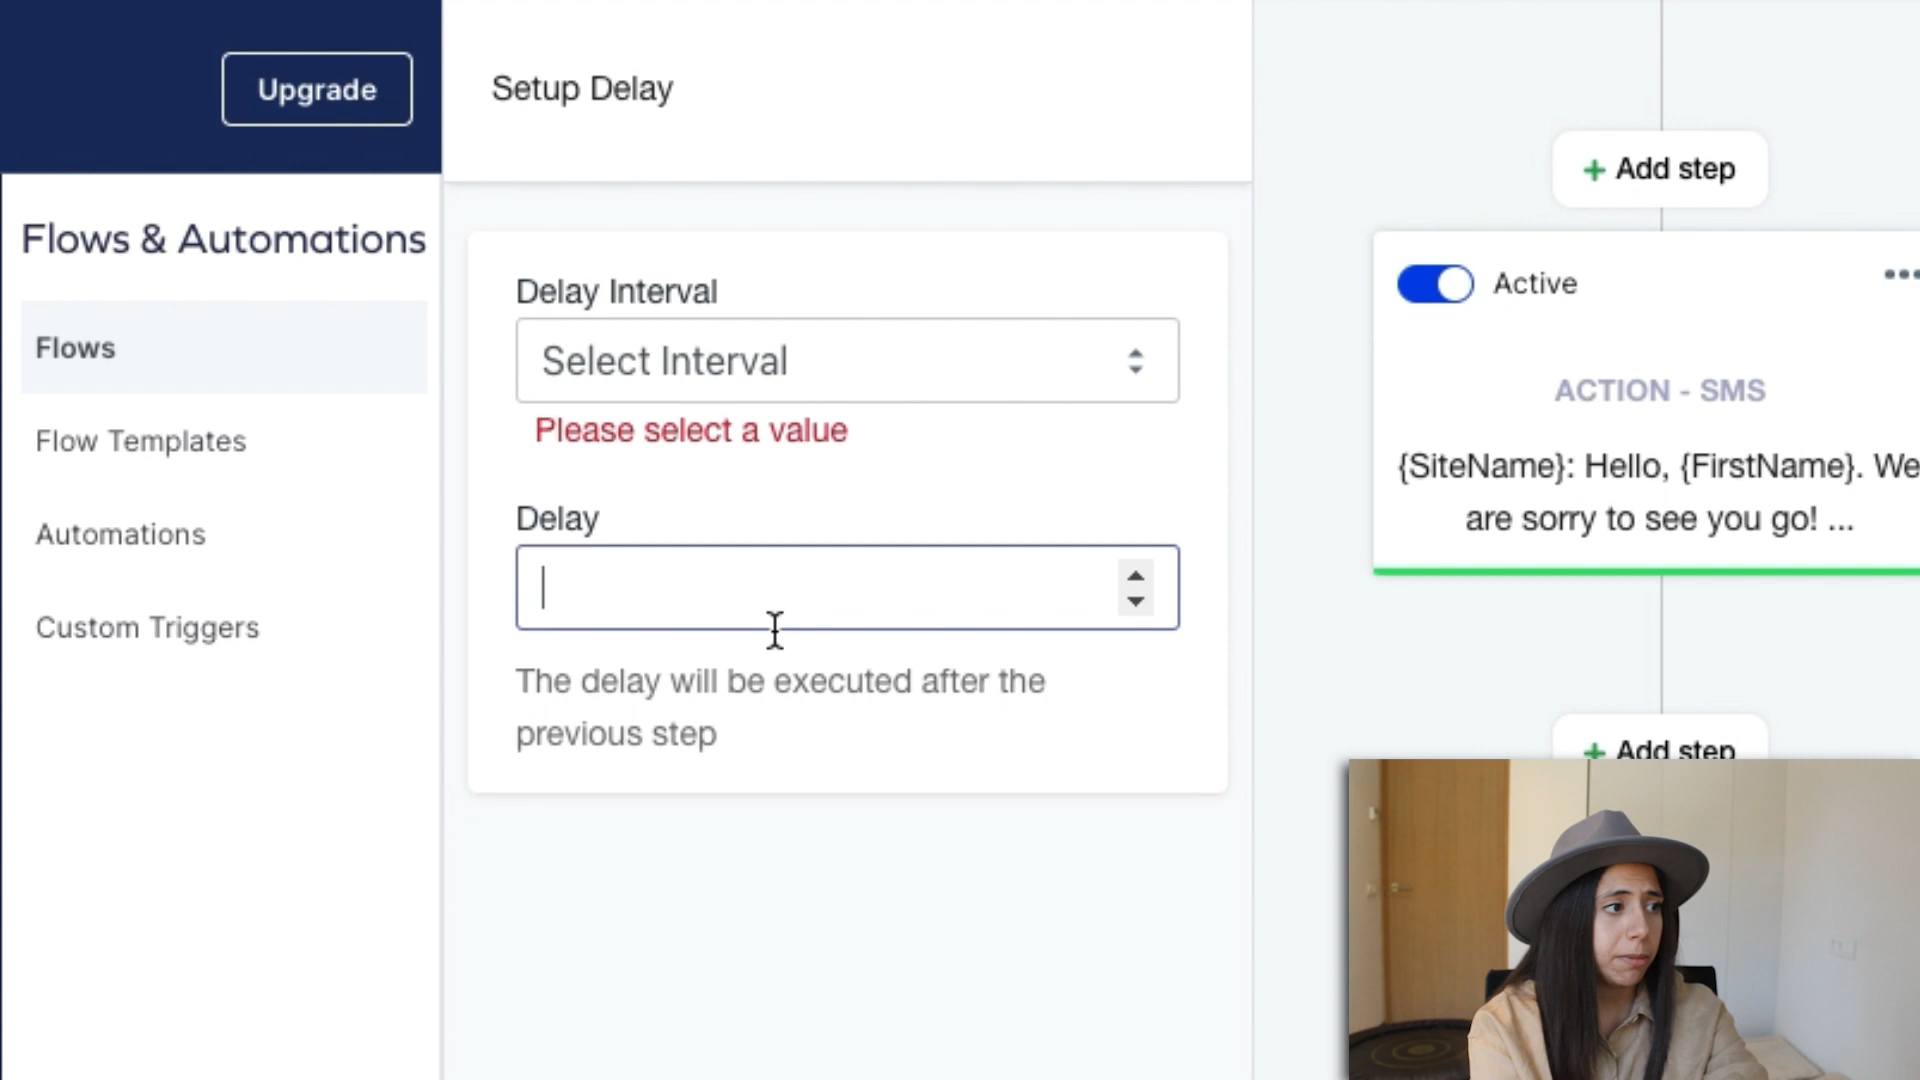 Upgrade
Flows & Automations
Flows
Flow Templates
Automations
Custom Triggers
Setup Delay
Delay Interval
Select Interval
Please select a value
Delay
The delay will be executed after the
previous step
+ Add step
Active
ACTION - SMS
{SiteName}: Hello, {FirstName}. We
are sorry to see you go! ...
+ Add step